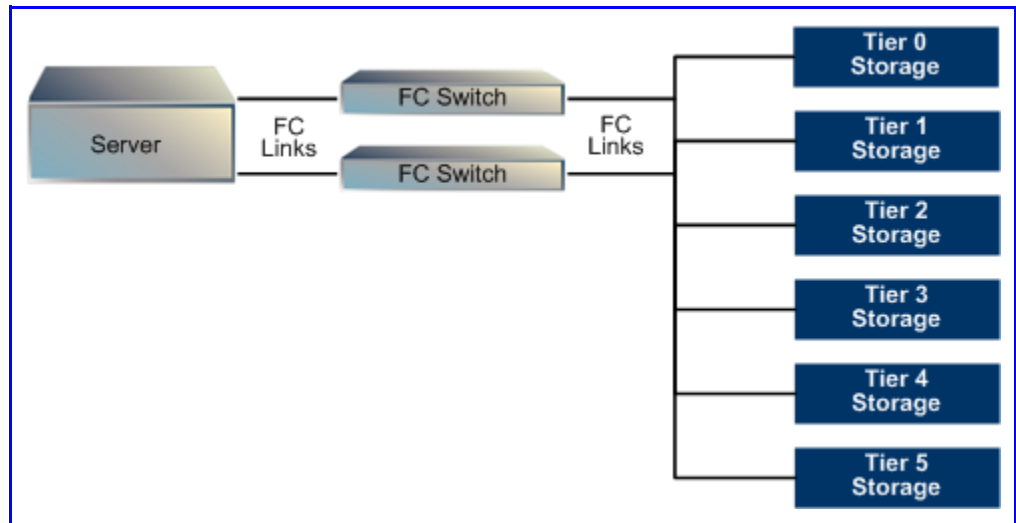 Server
FC
Links
FC Switch
FC Switch
FC
Links
Tier 0
Storage
Tier 1
Storage
Tier 2
Storage
Tier 3
Storage
Tier 4
Storage
Tier 5
Storage